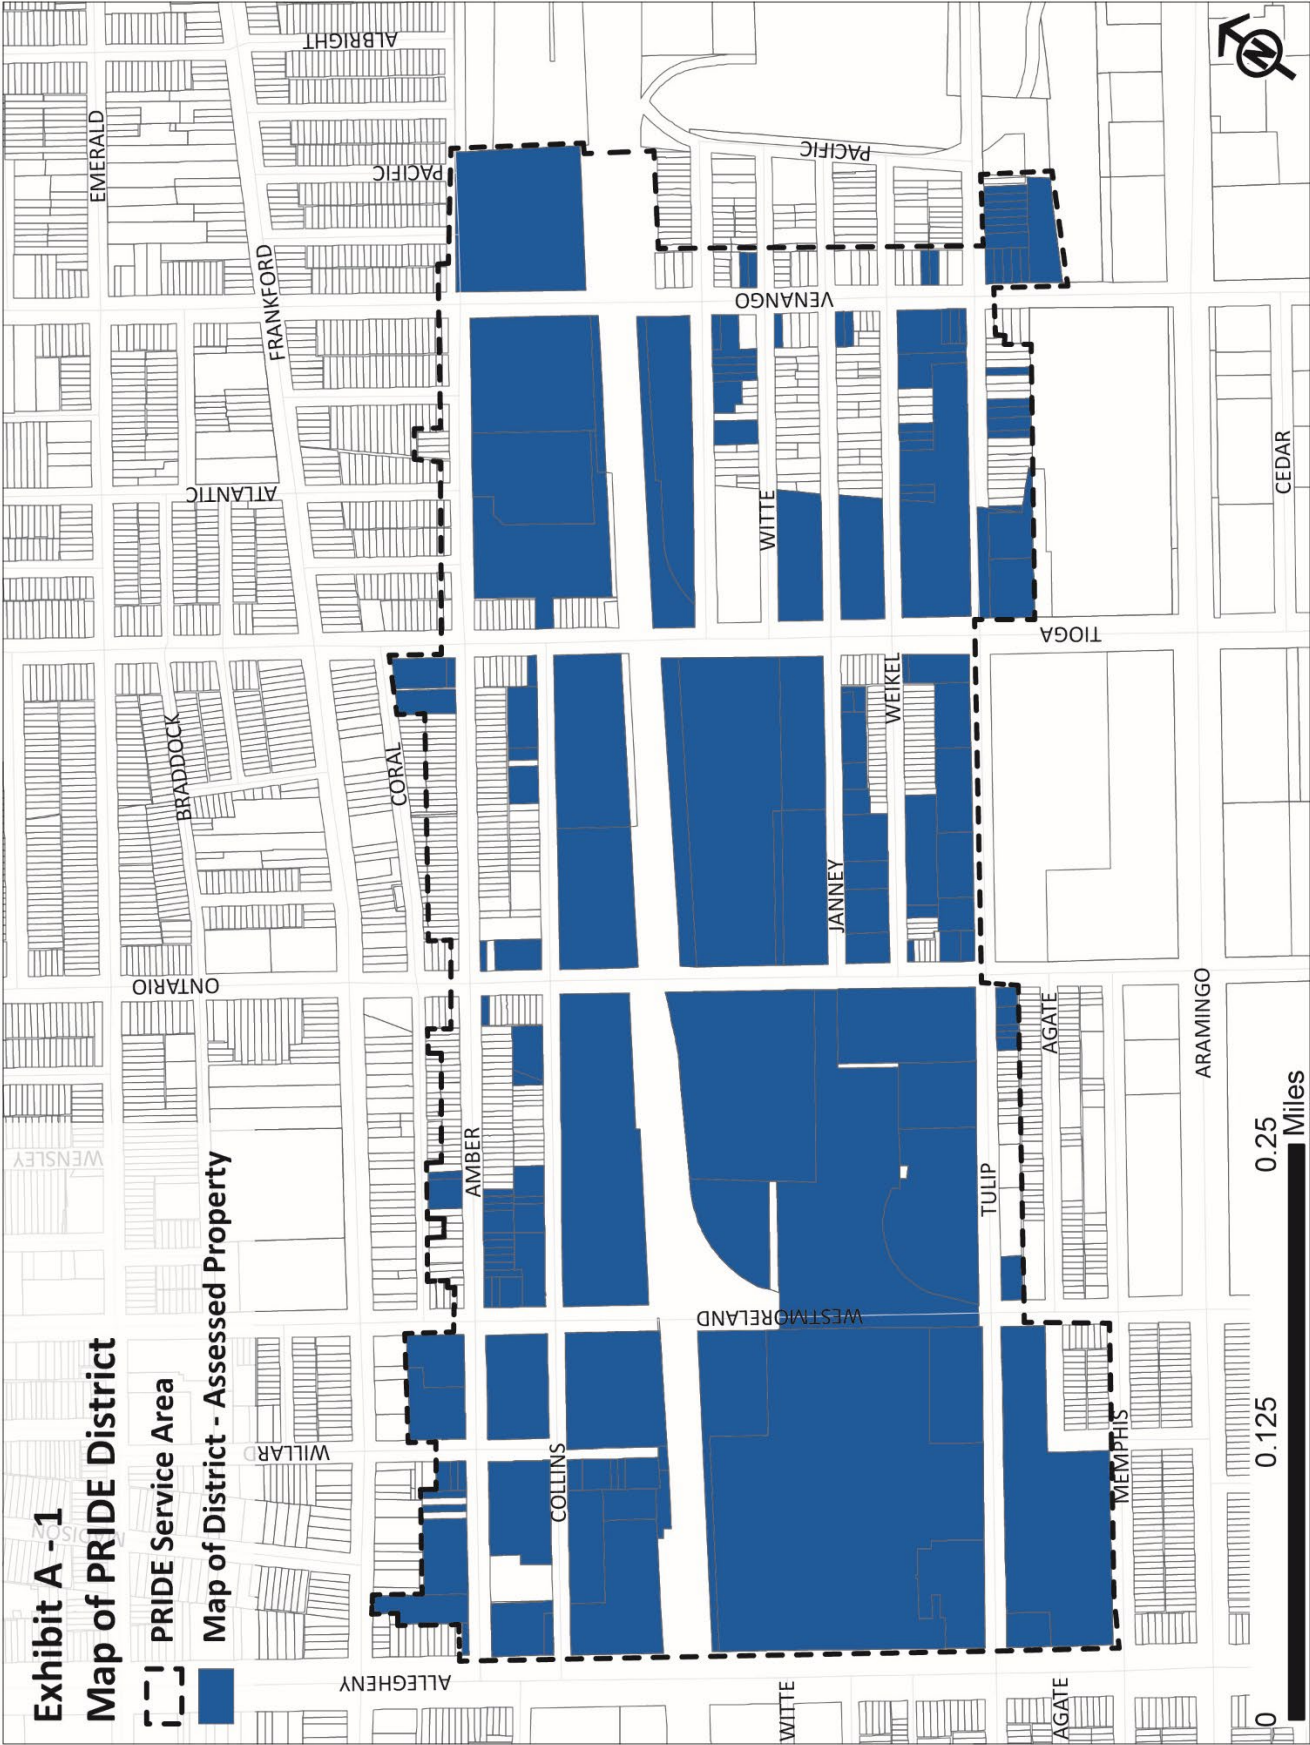 Exhibit A -1
Map of PRIDE District
PRIDE Service Area
Map of District - Assessed Property
ALLEGHENY
WILLARD
MADISON
WENSLEY
WESTMORELAND
ONTARIO
BRADDOCK
TIOGA
ATLANTIC
VENANGO
FRANKFORD
EMERALD
PACIFIC
PACIFIC
ALBRIGHT
CORAL
AMBER
COLLINS
WITTE
WITTE
JANNEY
WEIKEL
TULIP
AGATE
AGATE
MEMPHIS
ARAMINGO
CEDAR
N
0
0.125
0.25
Miles